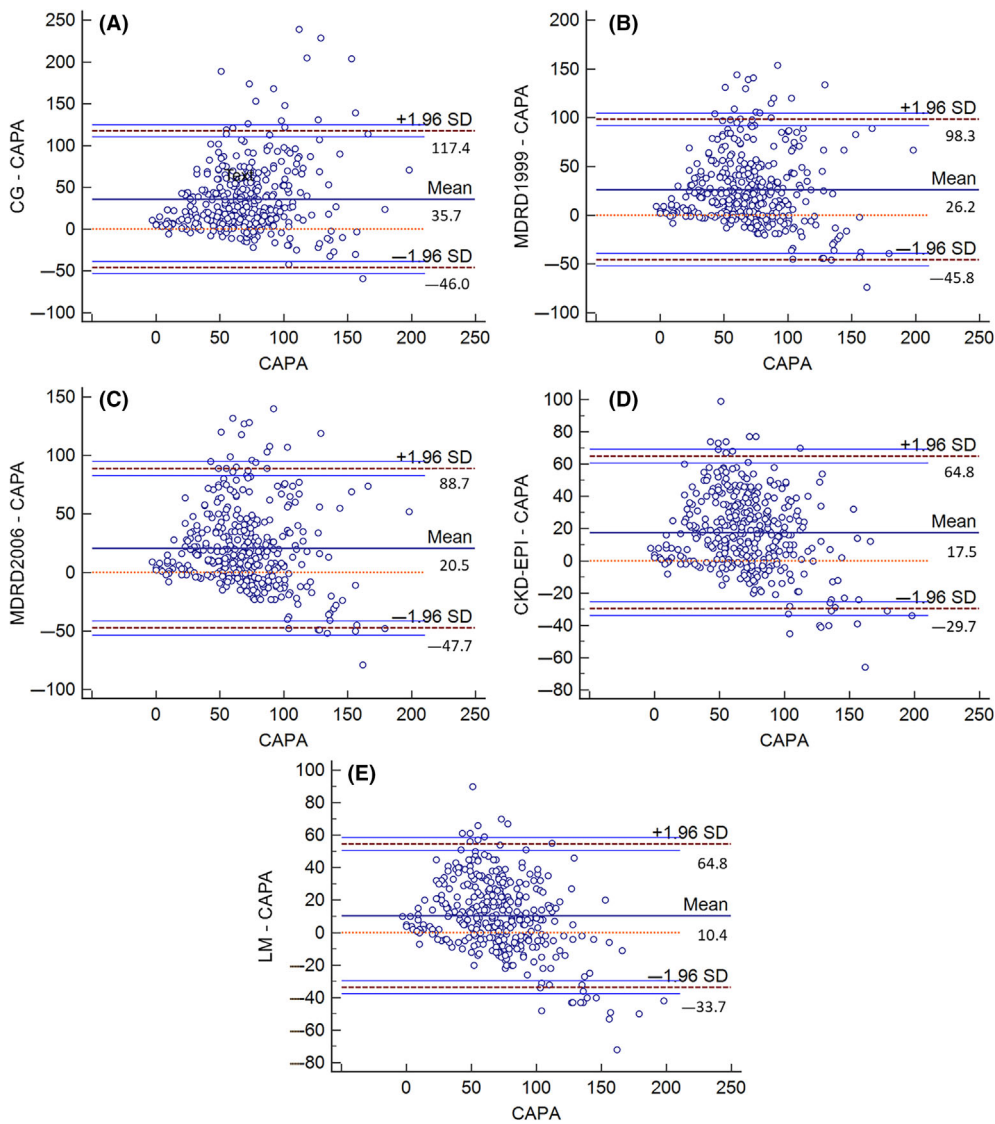 (A)
250
200
150
100
50
0
—50
—100
CG - CAPA
+1.96 SD
117.4
Text
Mean
35.7
—1.96 SD
—46.0
0 50 100 150 200 250
CAPA
(B)
200
150
100
50
0
—50
—100
MDRD1999 - CAPA
+1.96 SD
98.3
Mean
26.2
—1.96 SD
—45.8
0 50 100 150 200 250
CAPA
(C)
150
100
50
0
—50
—100
MDRD2006 - CAPA
+1.96 SD
88.7
Mean
20.5
—1.96 SD
—47.7
0 50 100 150 200 250
CAPA
(D)
100
80
60
40
20
0
—20
—40
—60
—80
CKD-EPI - CAPA
+1.96 SD
64.8
Mean
17.5
—1.96 SD
—29.7
0 50 100 150 200 250
CAPA
(E)
100
80
60
40
20
0
—20
—40
—60
—80
LM - CAPA
+1.96 SD
64.8
Mean
10.4
—1.96 SD
—33.7
0 50 100 150 200 250
CAPA